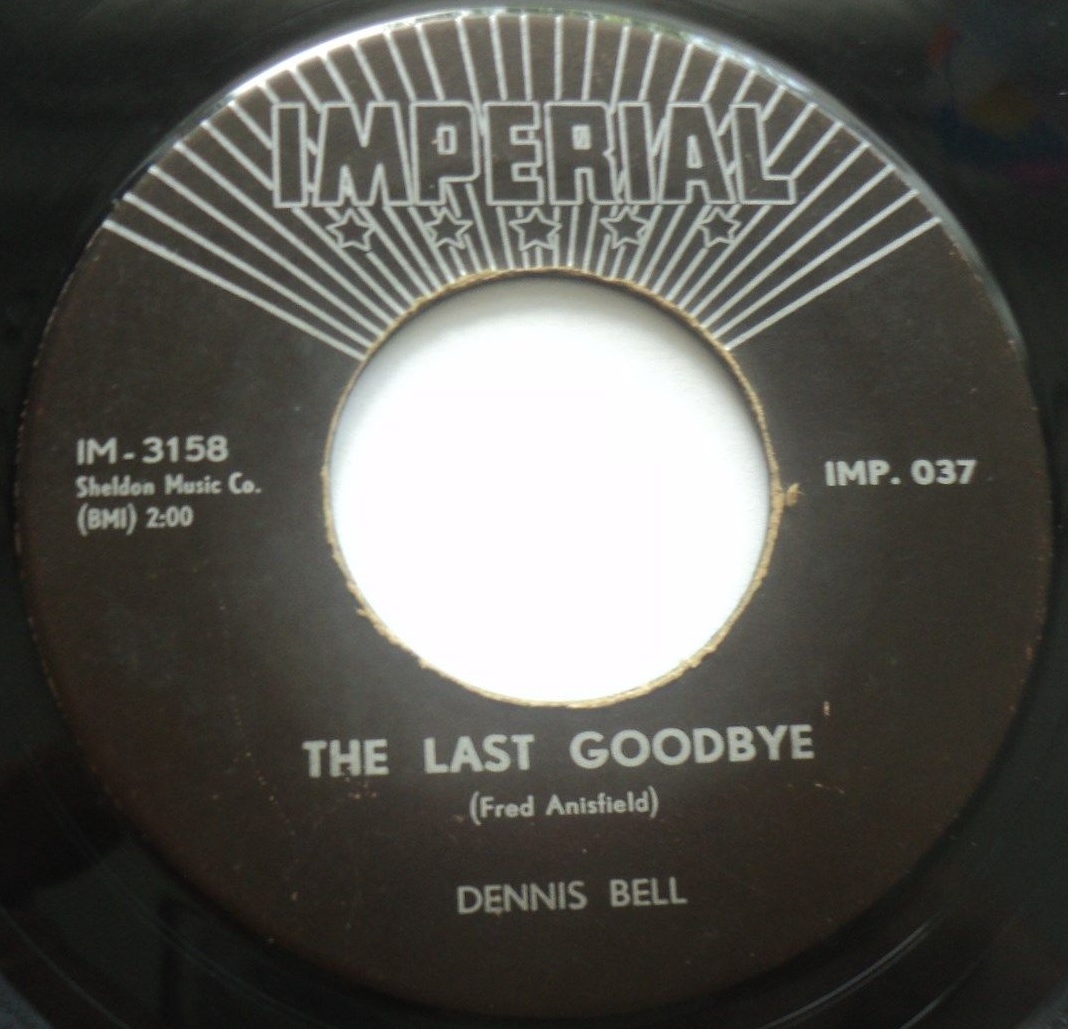 IMPERIAL
IM-3158
Sheldon Music Co.
(BMI) 2:00
IMP. 037
THE LAST GOODBYE
(Fred Anisfield)
DENNIS BELL